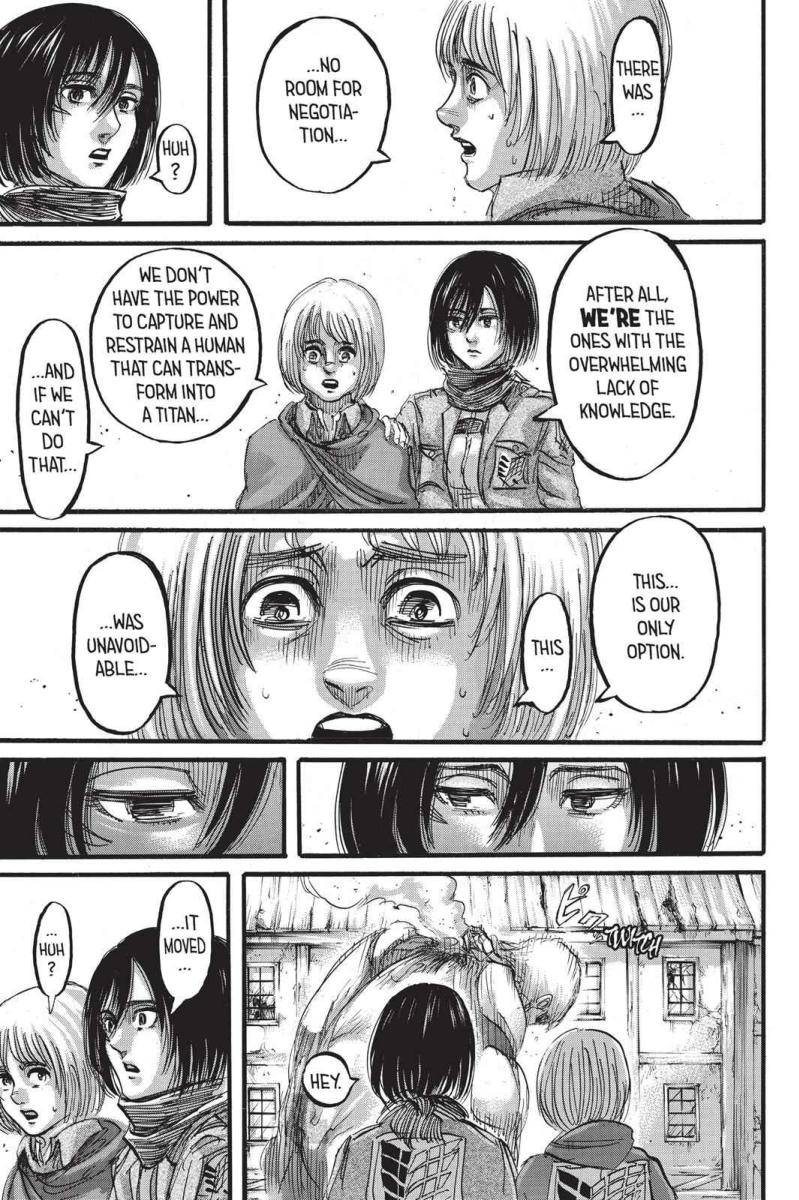 THERE
WAS
...
...NO
ROOM FOR
NEGOTIA-
TION...
HUH
?
AFTER ALL,
WE'RE THE
ONES WITH THE
OVERWHELMING
LACK OF
KNOWLEDGE.
WE DON'T
HAVE THE POWER
TO CAPTURE AND
RESTRAIN A HUMAN
THAT CAN TRANS-
FORM INTO
A TITAN...
...AND
IF WE
CAN'T
DO
THAT...
THIS...
IS OUR
ONLY
OPTION.
THIS
...
...WAS
UNAVOID-
ABLE...
ピク
TWITCH
HEY.
...IT
MOVED
...
...
HUH
?